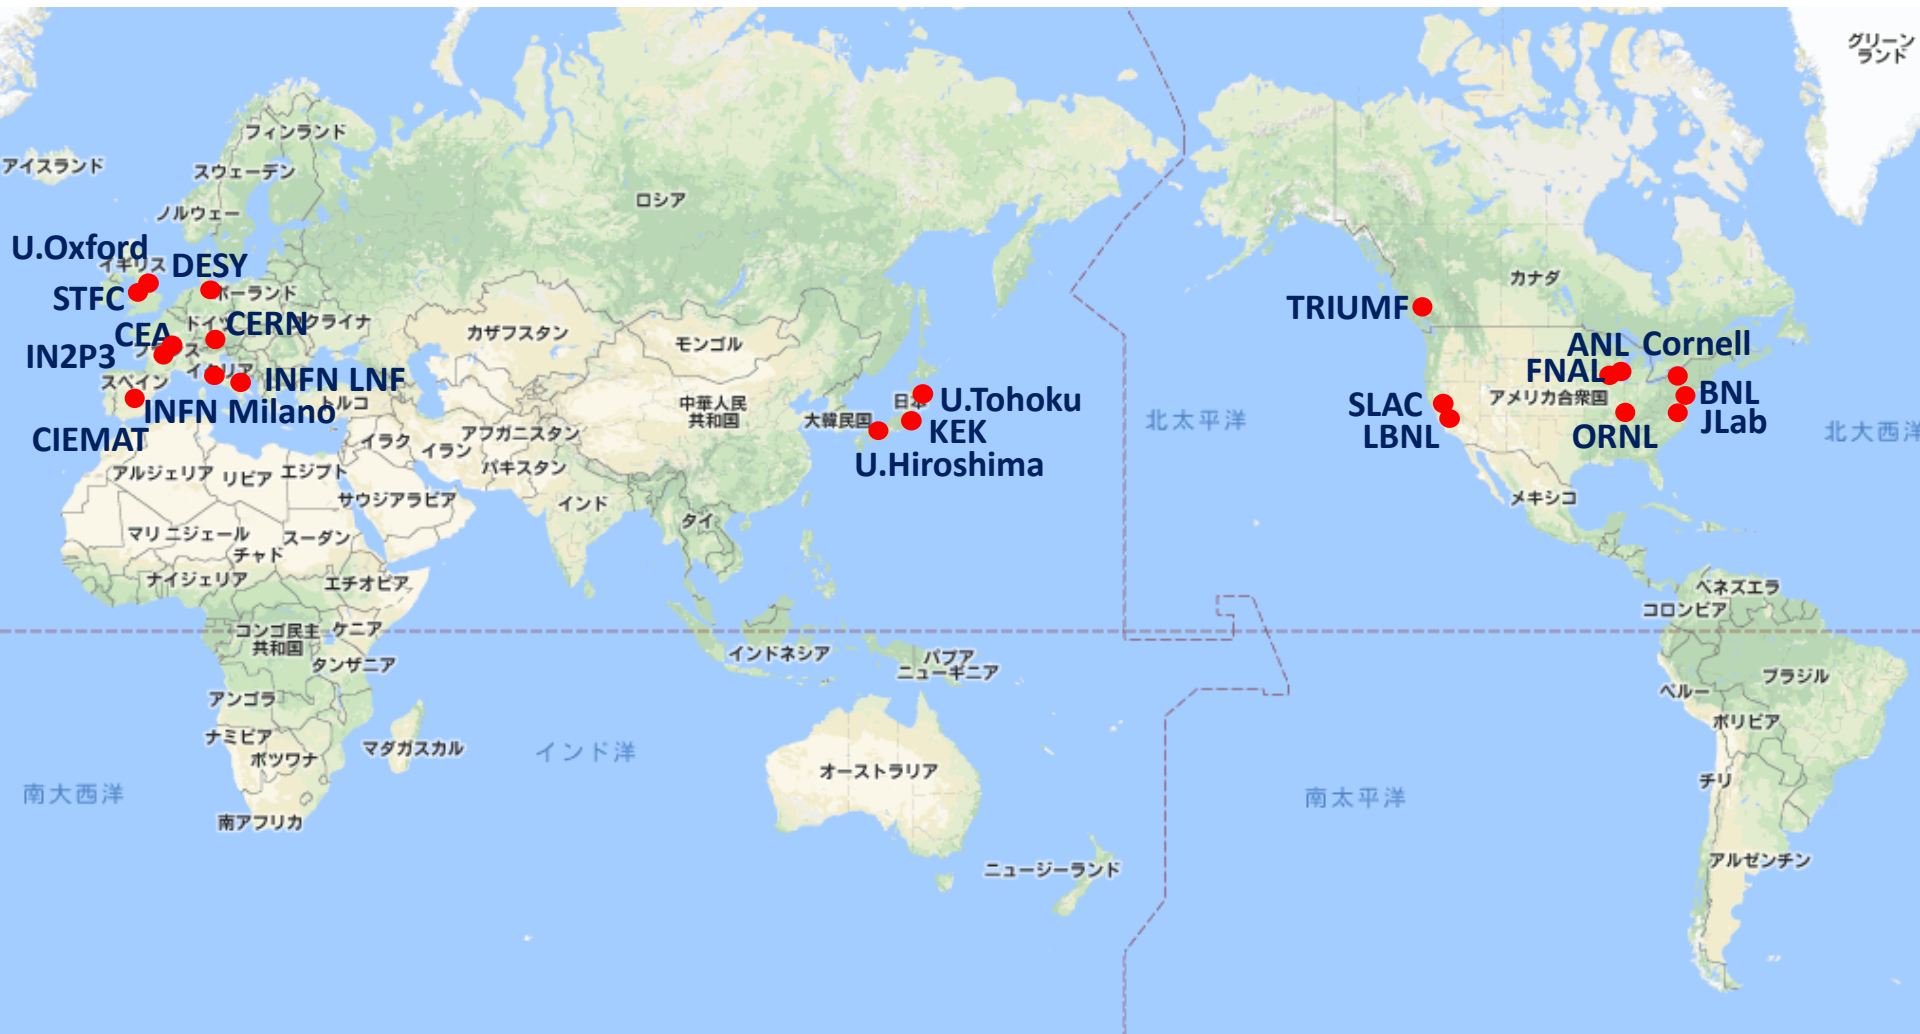 グリーン
ランド
フィンランド
アイスランド
スウェーデン
ロシア
ノルウェー
U.Oxford
イギリス
DESY
カナダ
STFC
ポーランド
TRIUMF
CERN
CEA
カザフスタン
モンゴル
ANL
Cornell
IN2P3
FNAL
スペイン
INFN LNF
アメリカ合衆国
BNL
U.Tohoku
SLAC
中華人民
共和国
日本
INFN Milano
トルコ
大韓民国
北太平洋
JLab
KEK
LBNL
ORNL
北大西洋
CIEMAT
イラク
イラン
アフガニスタン
U.Hiroshima
アルジェリア
リビア
エジプト
パキスタン
サウジアラビア
インド
メキシコ
タイ
マリ
ニジェール
スーダン
チャド
ナイジェリア
エチオピア
ベネズエラ
コロンビア
コンゴ民主
共和国
ケニア
インドネシア
パプア
ニューギニア
タンザニア
ブラジル
アンゴラ
ペルー
ボリビア
ナミビア
マダガスカル
インド洋
ボツワナ
オーストラリア
チリ
南大西洋
南太平洋
南アフリカ
アルゼンチン
ニュージーランド